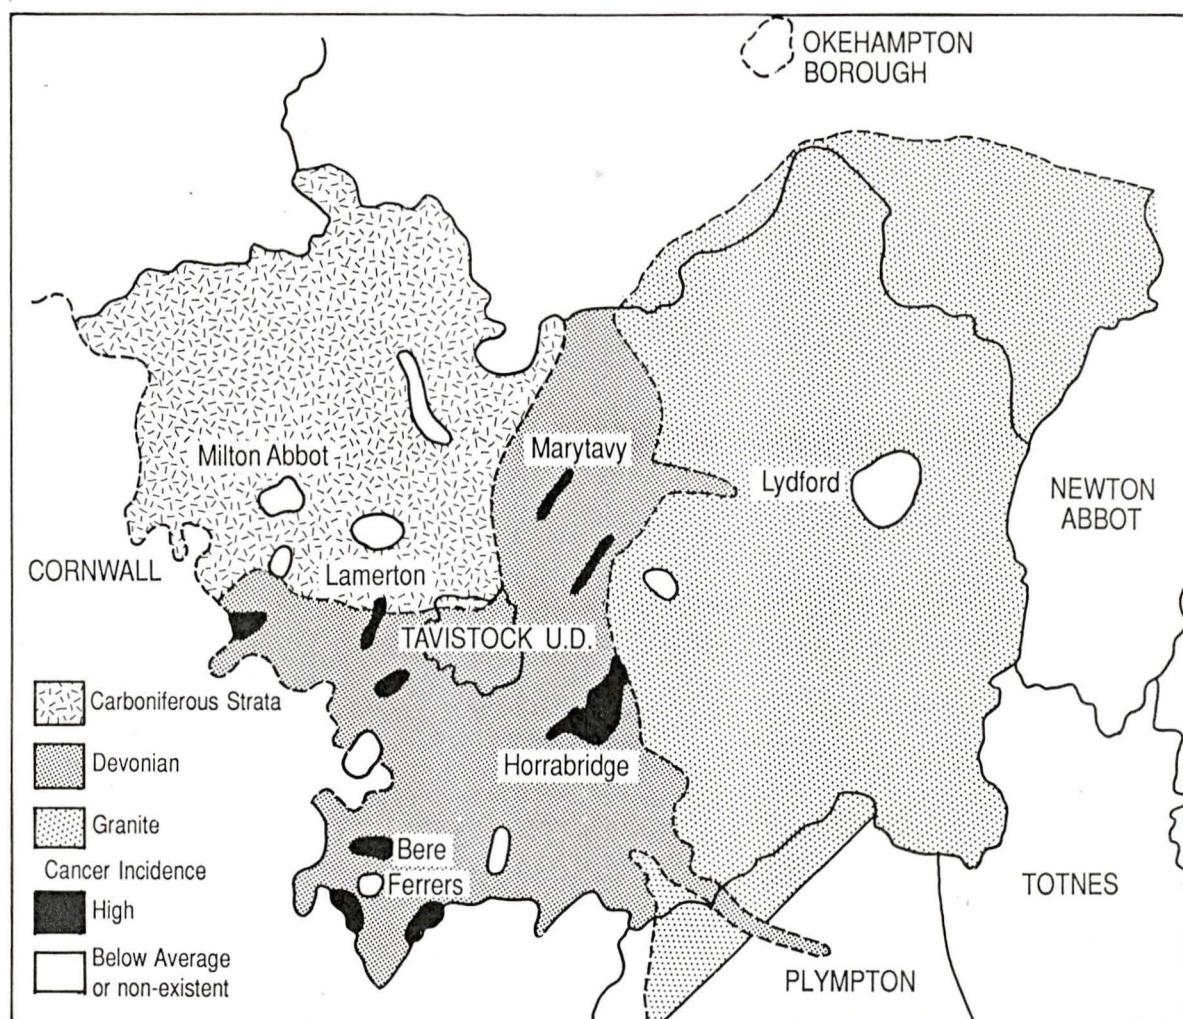 OKEHAMPTON
BOROUGH
Marytavy
Milton Abbot
Lydford
NEWTON
ABBOT
CORNWALL
Lamerton
TAVISTOCK U.D.
Carboniferous Strata
Devonian
Horrabridge
Granite
Bere
Cancer Incidence
Ferrers
TOTNES
High
Below Average
or non-existent
PLYMPTON